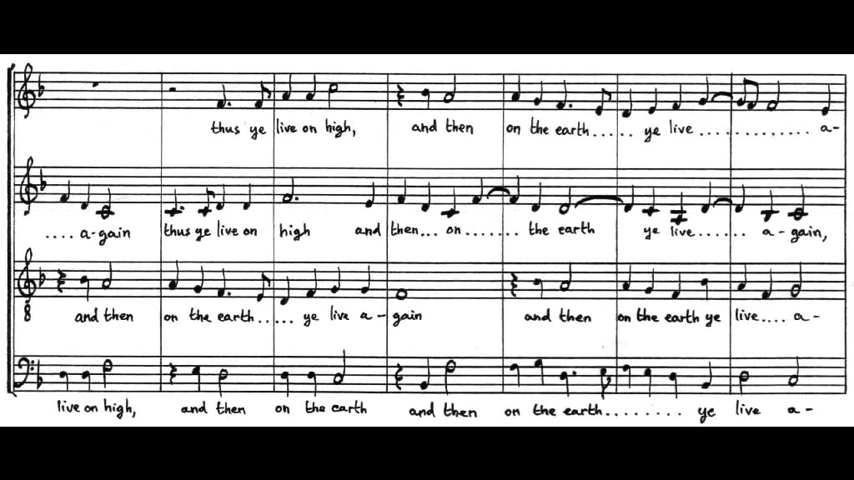 thus ye live on high, and then on the earth..... ye live ............ a-
.... a-gain thus ye live on high and then... on....... the earth ye live....... a-gain,
8
and then on the earth..... ye live a-gain and then on the earth ye live.... a-
live on high, and then on the earth and then on the earth........ ye live a-